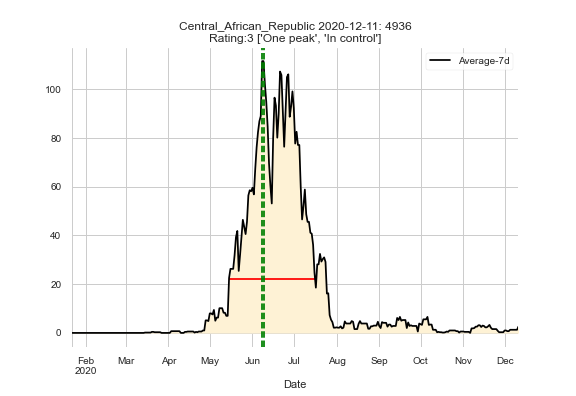 Central_African_Republic 2020-12-11: 4936
Rating:3 ['One peak', 'In control']
Average-7d
100
80
60
40
20
0
Feb Mar Apr May Jun Jul Aug Sep Oct Nov Dec
2020
Date